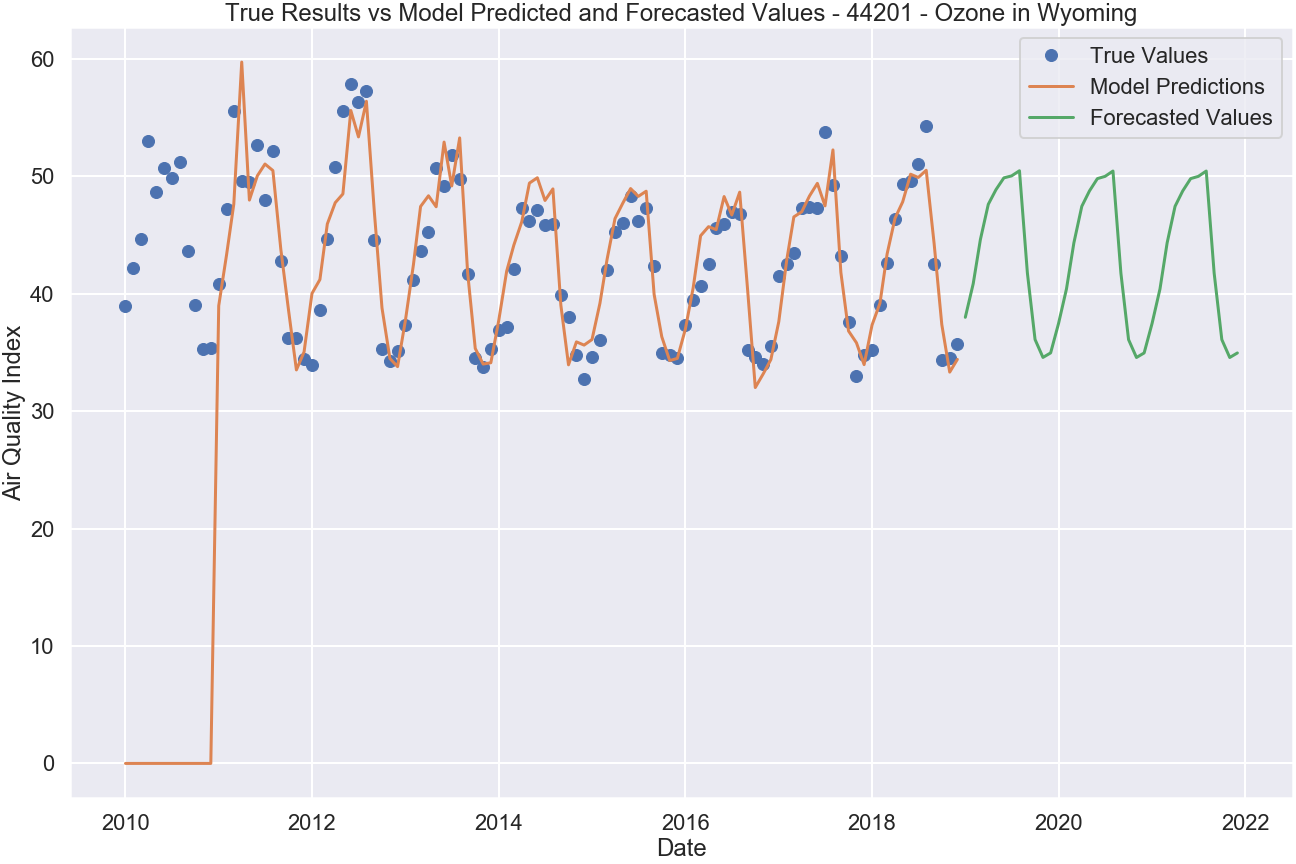 True Results vs Model Predicted and Forecasted Values - 44201 - Ozone in Wyoming
True Values
Model Predictions
Forecasted Values
Air Quality Index
60
50
40
30
20
10
0
2010 2012 2014 2016 2018 2020 2022
Date